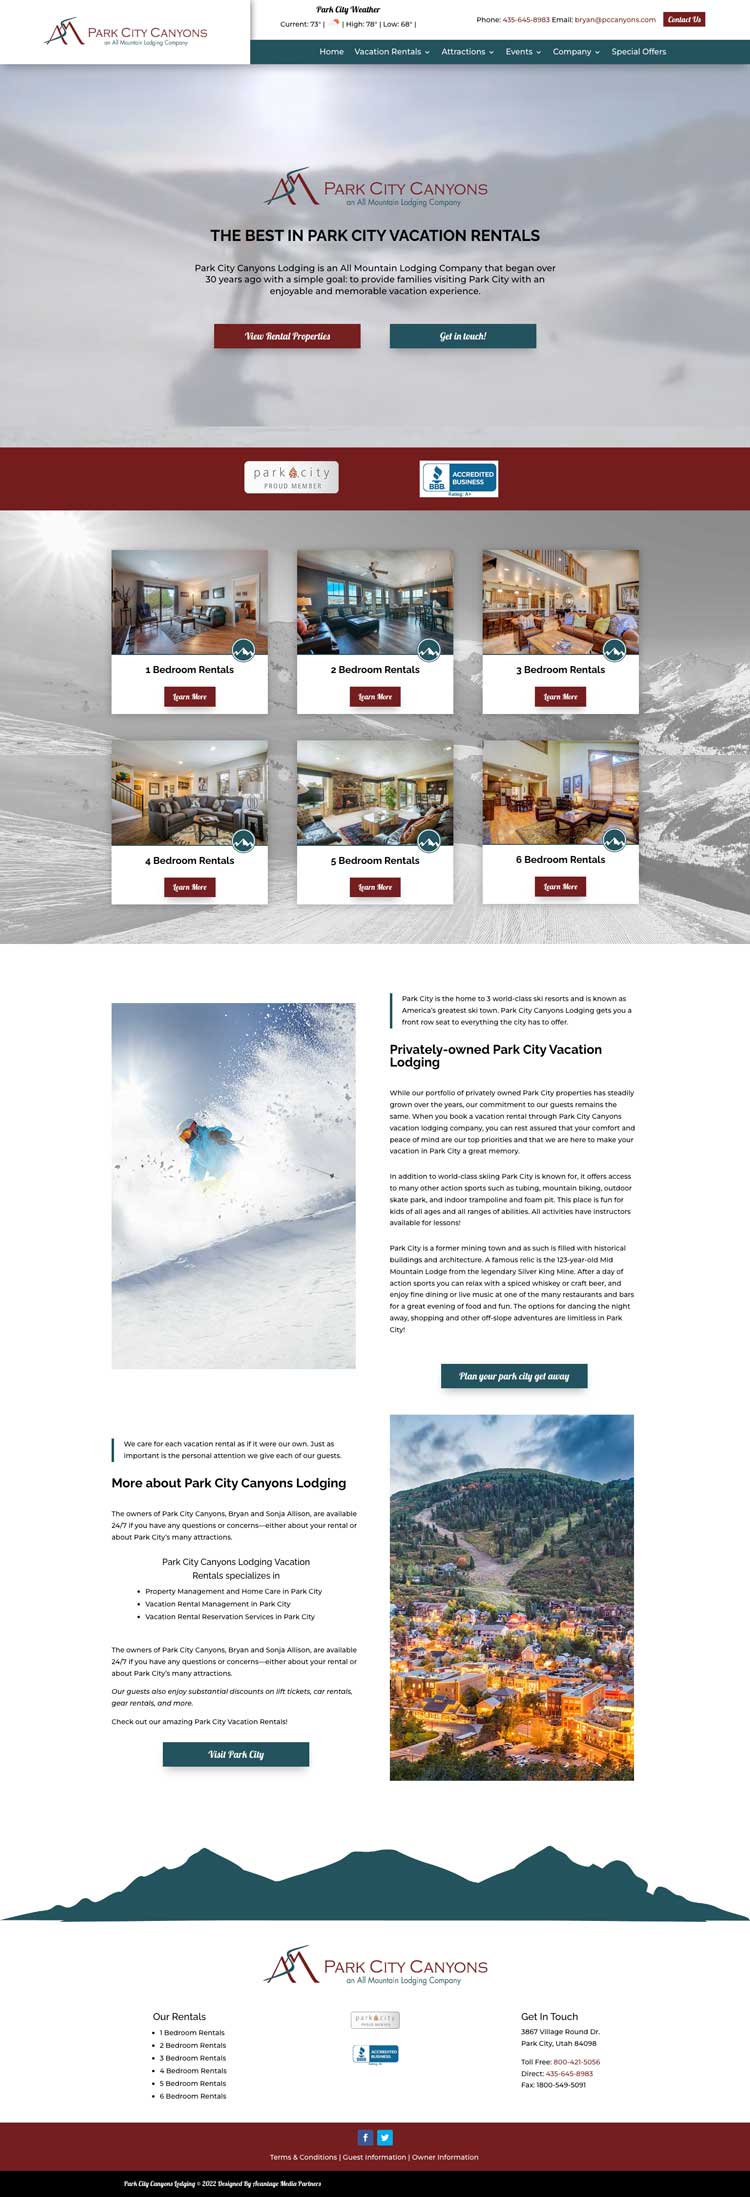 PARK CITY CANYONS
an All Mountain Lodging Company
Park City Weather
Current: 73° | | High: 78° | Low: 68° |
Phone: 435-645-8983 Email: bryan@pccanyons.com
Contact Us
Home Vacation Rentals Attractions Events Company Special Offers
PARK CITY CANYONS
an All Mountain Lodging Company
THE BEST IN PARK CITY VACATION RENTALS
Park City Canyons Lodging is an All Mountain Lodging Company that began over
30 years ago with a simple goal: to provide families visiting Park City with an
enjoyable and memorable vacation experience.
View Rental Properties
Get in touch!
park city
PROUD MEMBER
BBB.
ACCREDITED
BUSINESS
Rating: A+
1 Bedroom Rentals
Learn More
2 Bedroom Rentals
Learn More
3 Bedroom Rentals
Learn More
4 Bedroom Rentals
Learn More
5 Bedroom Rentals
Learn More
6 Bedroom Rentals
Learn More
Park City is the home to 3 world-class ski resorts and is known as
America's greatest ski town. Park City Canyons Lodging gets you a
front row seat to everything the city has to offer.
Privately-owned Park City Vacation
Lodging
While our portfolio of privately owned Park City properties has steadily
grown over the years, our commitment to our guests remains the
same. When you book a vacation rental through Park City Canyons
vacation lodging company, you can rest assured that your comfort and
peace of mind are our top priorities and that we are here to make your
vacation in Park City a great memory.
In addition to world-class skiing Park City is known for, it offers access
to many other action sports such as tubing, mountain biking, outdoor
skate park, and indoor trampoline and foam pit. This place is fun for
kids of all ages and all ranges of abilities. All activities have instructors
available for lessons!
Park City is a former mining town and as such is filled with historical
buildings and architecture. A famous relic is the 123-year-old Mid
Mountain Lodge from the legendary Silver King Mine. After a day of
action sports you can relax with a spiced whiskey or craft beer, and
enjoy fine dining or live music at one of the many restaurants and bars
for a great evening of food and fun. The options for dancing the night
away, shopping and other off-slope adventures are limitless in Park
City!
Plan your park city get away
We care for each vacation rental as if it were our own. Just as
important is the personal attention we give each of our guests.
More about Park City Canyons Lodging
The owners of Park City Canyons, Bryan and Sonja Allison, are available
24/7 if you have any questions or concerns—either about your rental or
about Park City's many attractions.
Park City Canyons Lodging Vacation
Rentals specializes in
• Property Management and Home Care in Park City
• Vacation Rental Management in Park City
• Vacation Rental Reservation Services in Park City
The owners of Park City Canyons, Bryan and Sonja Allison, are available
24/7 if you have any questions or concerns—either about your rental or
about Park City's many attractions.
Our guests also enjoy substantial discounts on lift tickets, car rentals,
gear rentals, and more.
Check out our amazing Park City Vacation Rentals!
Visit Park City
PARK CITY CANYONS
an All Mountain Lodging Company
Our Rentals
• 1 Bedroom Rentals
• 2 Bedroom Rentals
• 3 Bedroom Rentals
• 4 Bedroom Rentals
• 5 Bedroom Rentals
• 6 Bedroom Rentals
park city
PROUD MEMBER
BBB
ACCREDITED
BUSINESS
Get In Touch
3867 Village Round Dr.
Park City, Utah 84098
Toll Free: 800-421-5056
Direct: 435-645-8983
Fax: 1800-549-5091
Terms & Conditions | Guest Information | Owner Information
Park City Canyons Lodging © 2022 Designed By Avantage Media Partners